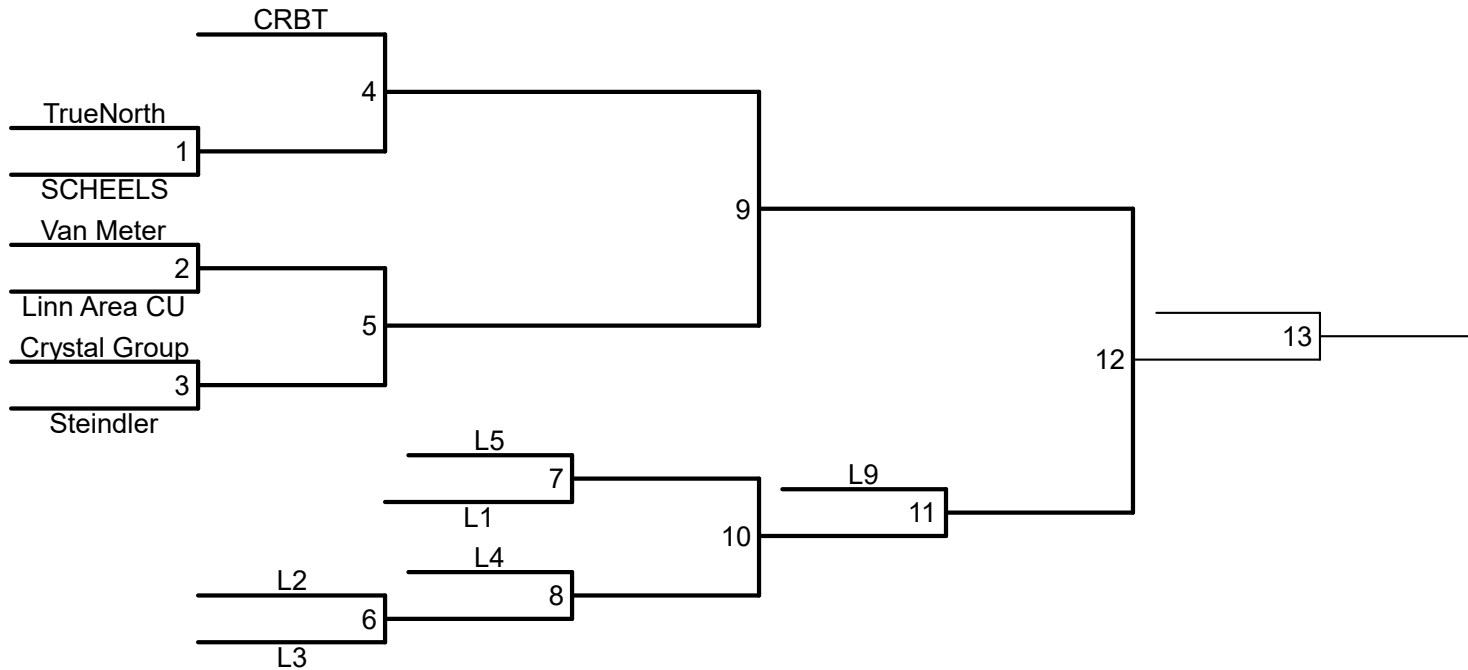 CRBT
4
TrueNorth
1
SCHEELS
9
Van Meter
2
Linn Area CU
5
Crystal Group
3
Steindler
12
13
L5
7
L1
L9
11
10
L4
8
L2
6
L3